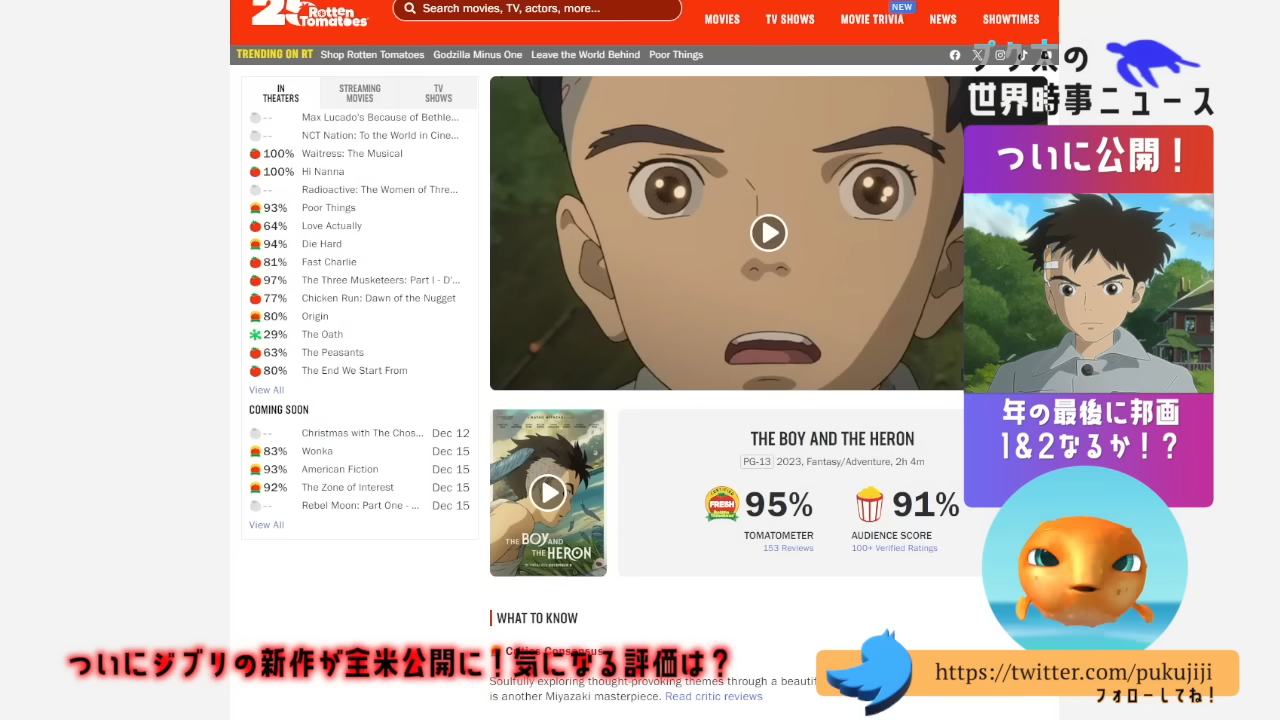 25 Rotten Tomatoes
Search movies, TV, actors, more...
MOVIES TV SHOWS MOVIE TRIVIA NEW NEWS SHOWTIMES
TRENDING ON RT Shop Rotten Tomatoes Godzilla Minus One Leave the World Behind Poor Things
IN THEATERS
STREAMING MOVIES
TV SHOWS
-- Max Lucado's Because of Bethle...
-- NCT Nation: To the World in Cine...
100% Waitress: The Musical
100% Hi Nanna
-- Radioactive: The Women of Thre...
93% Poor Things
64% Love Actually
94% Die Hard
81% Fast Charlie
97% The Three Musketeers: Part I - D'...
77% Chicken Run: Dawn of the Nugget
80% Origin
29% The Oath
63% The Peasants
80% The End We Start From
View All
COMING SOON
-- Christmas with The Chos... Dec 12
83% Wonka Dec 15
93% American Fiction Dec 15
92% The Zone of Interest Dec 15
-- Rebel Moon: Part One - ... Dec 15
View All
THE BOY AND
THE HERON
THE BOY AND THE HERON
PG-13 2023, Fantasy/Adventure, 2h 4m
CERTIFIED FRESH
95% 91%
TOMATOMETER AUDIENCE SCORE
153 Reviews 100+ Verified Ratings
WHAT TO KNOW
Critics Consensus
Soulfully exploring thought-provoking themes through a beautif
is another Miyazaki masterpiece. Read critic reviews
プカ太の
世界時事ニュース
ついに公開！
年の最後に邦画
1&2なるか！？
ついにジブリの新作が全米公開に！気になる評価は？
https://twitter.com/pukujiji
フォローしてね！